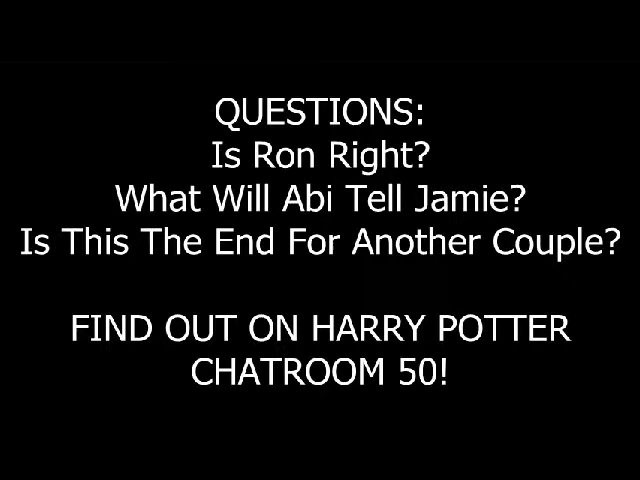 QUESTIONS:
Is Ron Right?
What Will Abi Tell Jamie?
Is This The End For Another Couple?
FIND OUT ON HARRY POTTER
CHATROOM 50!